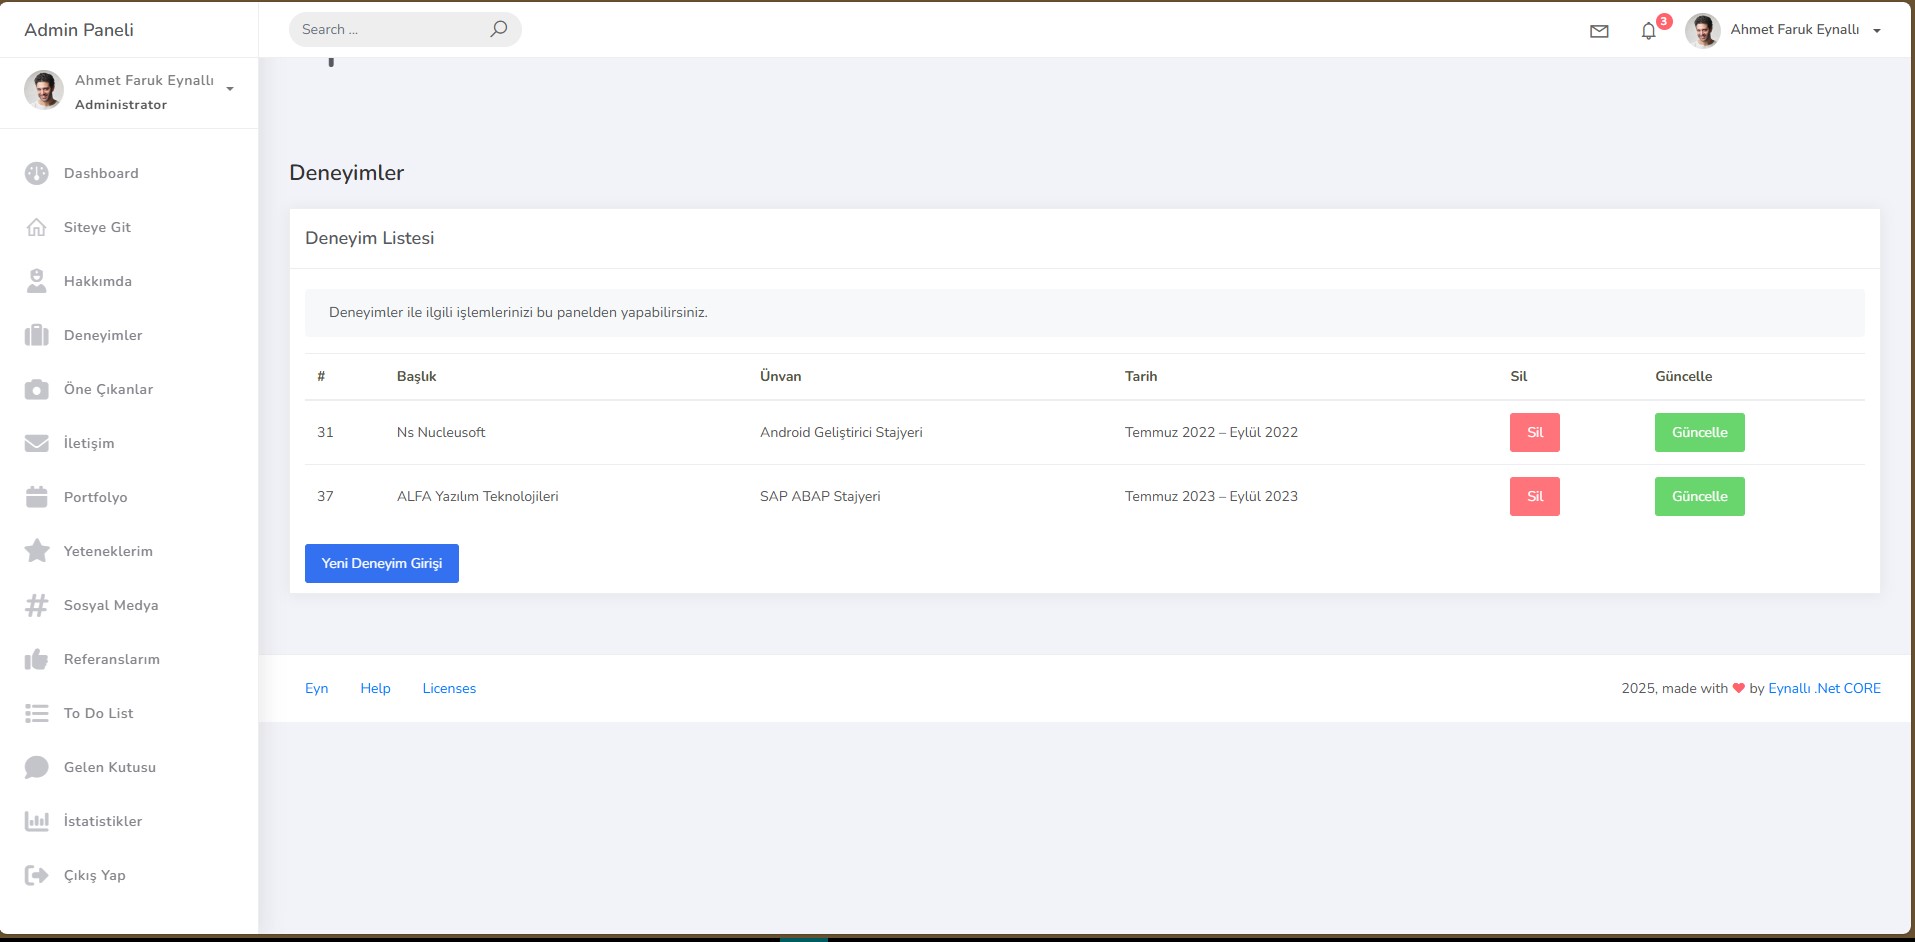 Admin Paneli
Search ...
3
Ahmet Faruk Eynallı
Ahmet Faruk Eynallı
Administrator
Dashboard
Siteye Git
Hakkımda
Deneyimler
Öne Çıkanlar
İletişim
Portfolyo
Yeteneklerim
Sosyal Medya
Referanslarım
To Do List
Gelen Kutusu
İstatistikler
Çıkış Yap
Deneyimler
Deneyim Listesi
Deneyimler ile ilgili işlemlerinizi bu panelden yapabilirsiniz.
# Başlık Ünvan Tarih Sil Güncelle
31 Ns Nucleusoft Android Geliştirici Stajyeri Temmuz 2022 – Eylül 2022 Sil Güncelle
37 ALFA Yazılım Teknolojileri SAP ABAP Stajyeri Temmuz 2023 – Eylül 2023 Sil Güncelle
Yeni Deneyim Girişi
Eyn Help Licenses 2025, made with ❤ by Eynallı .Net CORE